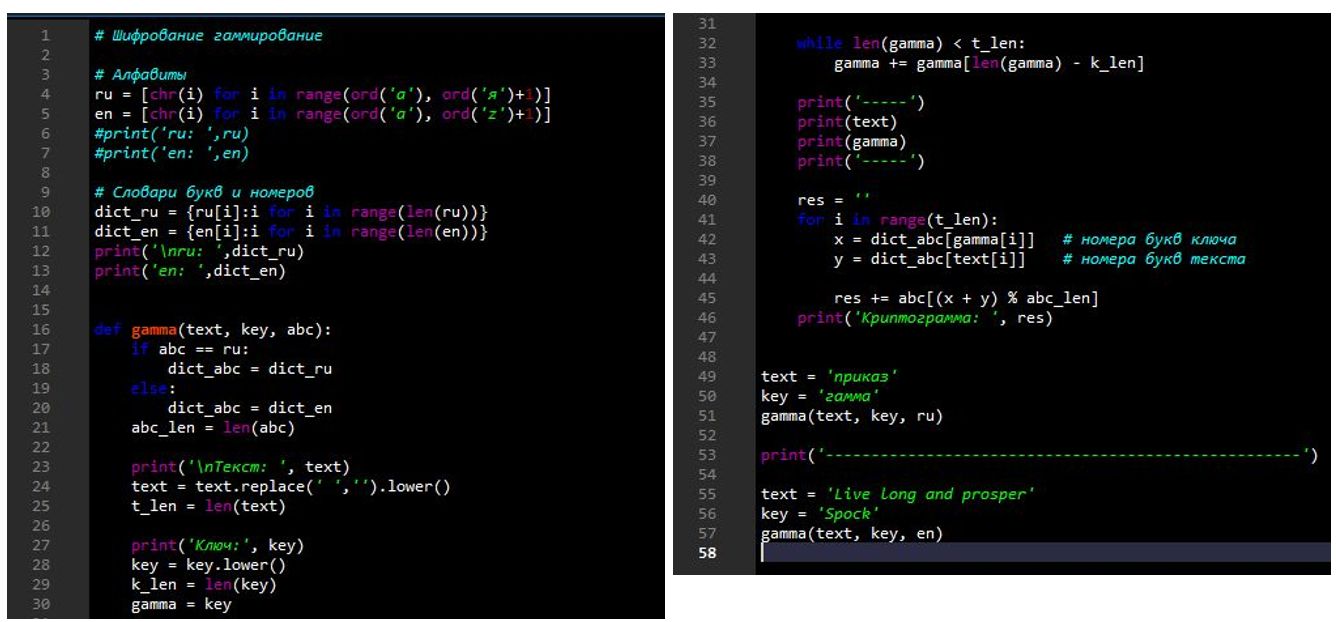 1 # Шифрование гаммирование
2
3 # Алфавиты
4 ru = [chr(i) for i in range(ord('а'), ord('я')+1)]
5 en = [chr(i) for i in range(ord('a'), ord('z')+1)]
6 #print('ru: ',ru)
7 #print('en: ',en)
8
9 # Словари букв и номеров
10 dict_ru = {ru[i]:i for i in range(len(ru))}
11 dict_en = {en[i]:i for i in range(len(en))}
12 print('\nru: ',dict_ru)
13 print('en: ',dict_en)
14
15
16 def gamma(text, key, abc):
17     if abc == ru:
18         dict_abc = dict_ru
19     else:
20         dict_abc = dict_en
21     abc_len = len(abc)
22
23     print('\nТекст: ', text)
24     text = text.replace(' ','').lower()
25     t_len = len(text)
26
27     print('Ключ:', key)
28     key = key.lower()
29     k_len = len(key)
30     gamma = key
31
32     while len(gamma) < t_len:
33         gamma += gamma[len(gamma) - k_len]
34
35     print('-----')
36     print(text)
37     print(gamma)
38     print('-----')
39
40     res = ''
41     for i in range(t_len):
42         x = dict_abc[gamma[i]]   # номера букв ключа
43         y = dict_abc[text[i]]    # номера букв текста
44
45         res += abc[(x + y) % abc_len]
46     print('Криптограмма: ', res)
47
48
49 text = 'приказ'
50 key = 'гамма'
51 gamma(text, key, ru)
52
53 print('----------------------------------------------------')
54
55 text = 'Live long and prosper'
56 key = 'Spock'
57 gamma(text, key, en)
58